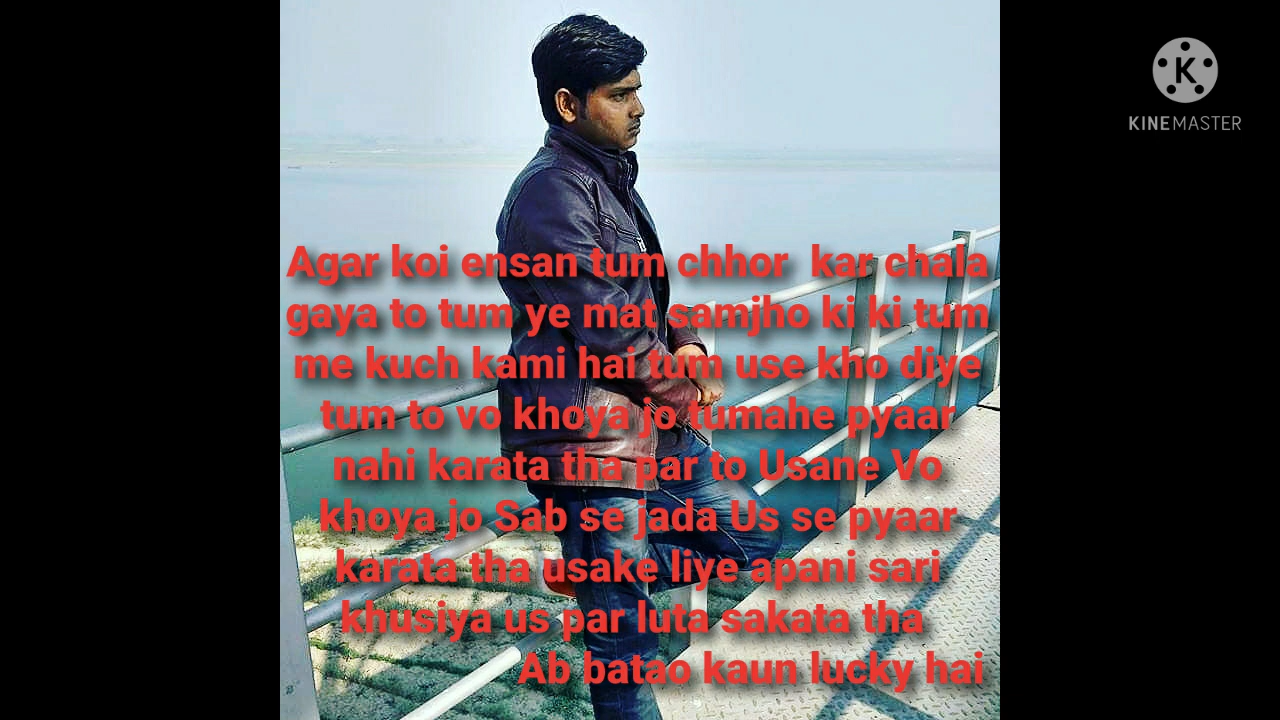 KINEMASTER
Agar koi ensan tum chhor kar chala
gaya to tum ye mat samjho ki ki tum
me kuch kami hai tum use kho diye
tum to vo khoya jo tumahe pyaar
nahi karata tha par to Usane Vo
khoya jo Sab se jada Us se pyaar
karata tha usake liye apani sari
khusiya us par luta sakata tha
Ab batao kaun lucky hai